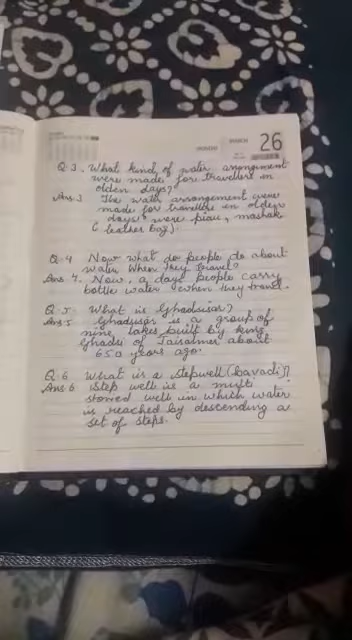 MARCH 26
Q.3. What kind of water arrangement
were made for travellers in
olden days?
Ans.3 The water arrangement were
made for travellers in olden
days were piau, mashak
(leather bag).
Q.4 Now what do people do about
water when they travel?
Ans.4. Now, a days people carry
bottle water when they travel.
Q.5. What is Ghadsisar?
Ans.5 Ghadsisar is a group of
nine lakes built by king
Ghadsi of Jaisalmer about
650 years ago.
Q.6 What is a stepwell (bavadi)?
Ans.6 Step well is a multi
storied well in which water
is reached by descending a
set of steps.